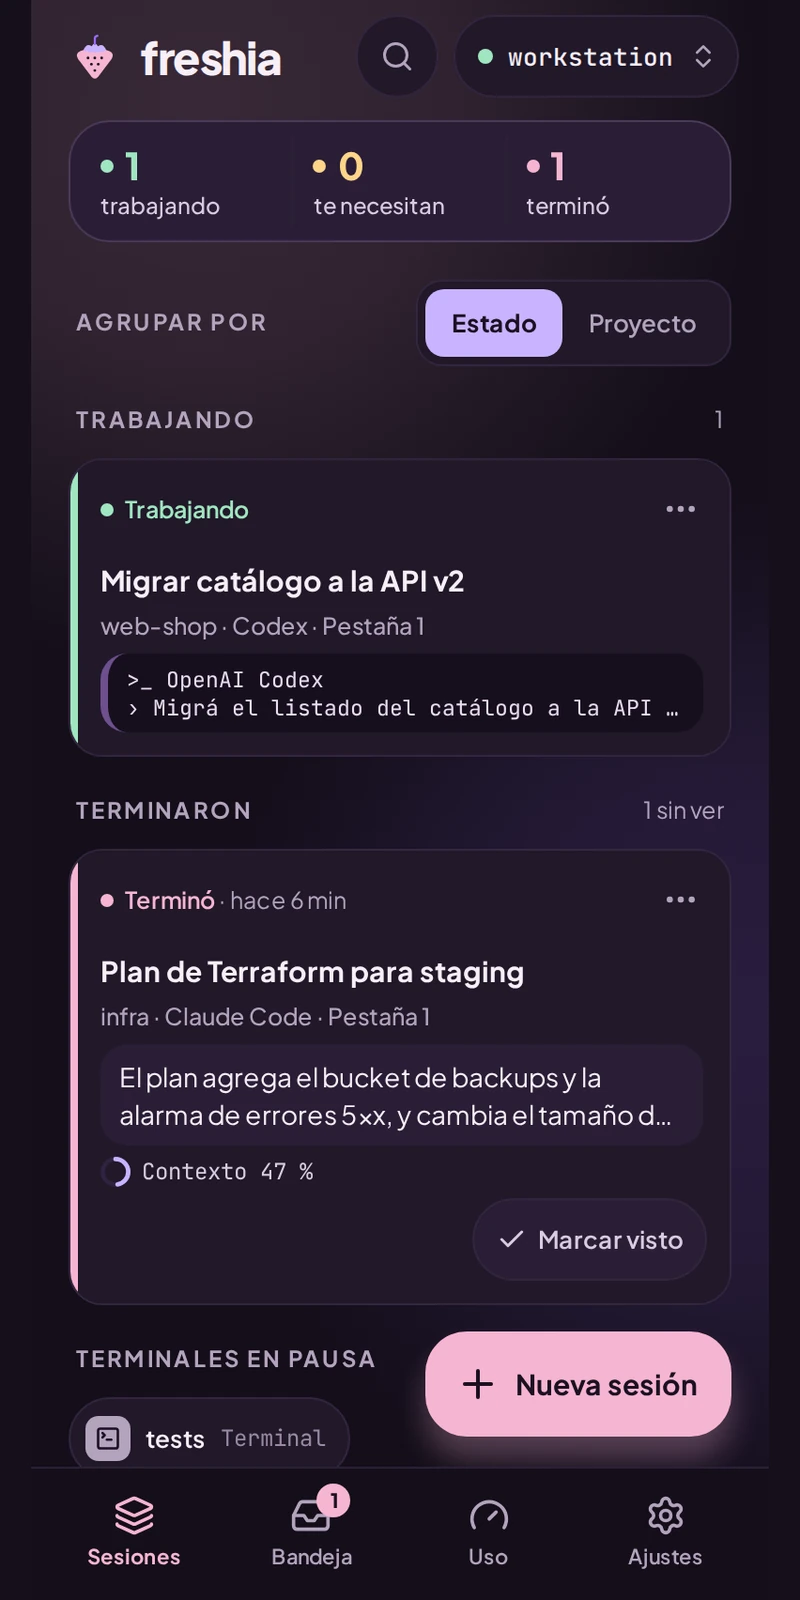 freshia
workstation
1
trabajando
0
te necesitan
1
terminó
AGRUPAR POR
Estado
Proyecto
TRABAJANDO
1
Trabajando
Migrar catálogo a la API v2
web-shop · Codex · Pestaña 1
>_ OpenAI Codex
› Migrá el listado del catálogo a la API …
TERMINARON
1 sin ver
Terminó · hace 6 min
Plan de Terraform para staging
infra · Claude Code · Pestaña 1
El plan agrega el bucket de backups y la
alarma de errores 5xx, y cambia el tamaño d…
Contexto 47 %
Marcar visto
TERMINALES EN PAUSA
Nueva sesión
tests Terminal
1
Sesiones
Bandeja
Uso
Ajustes